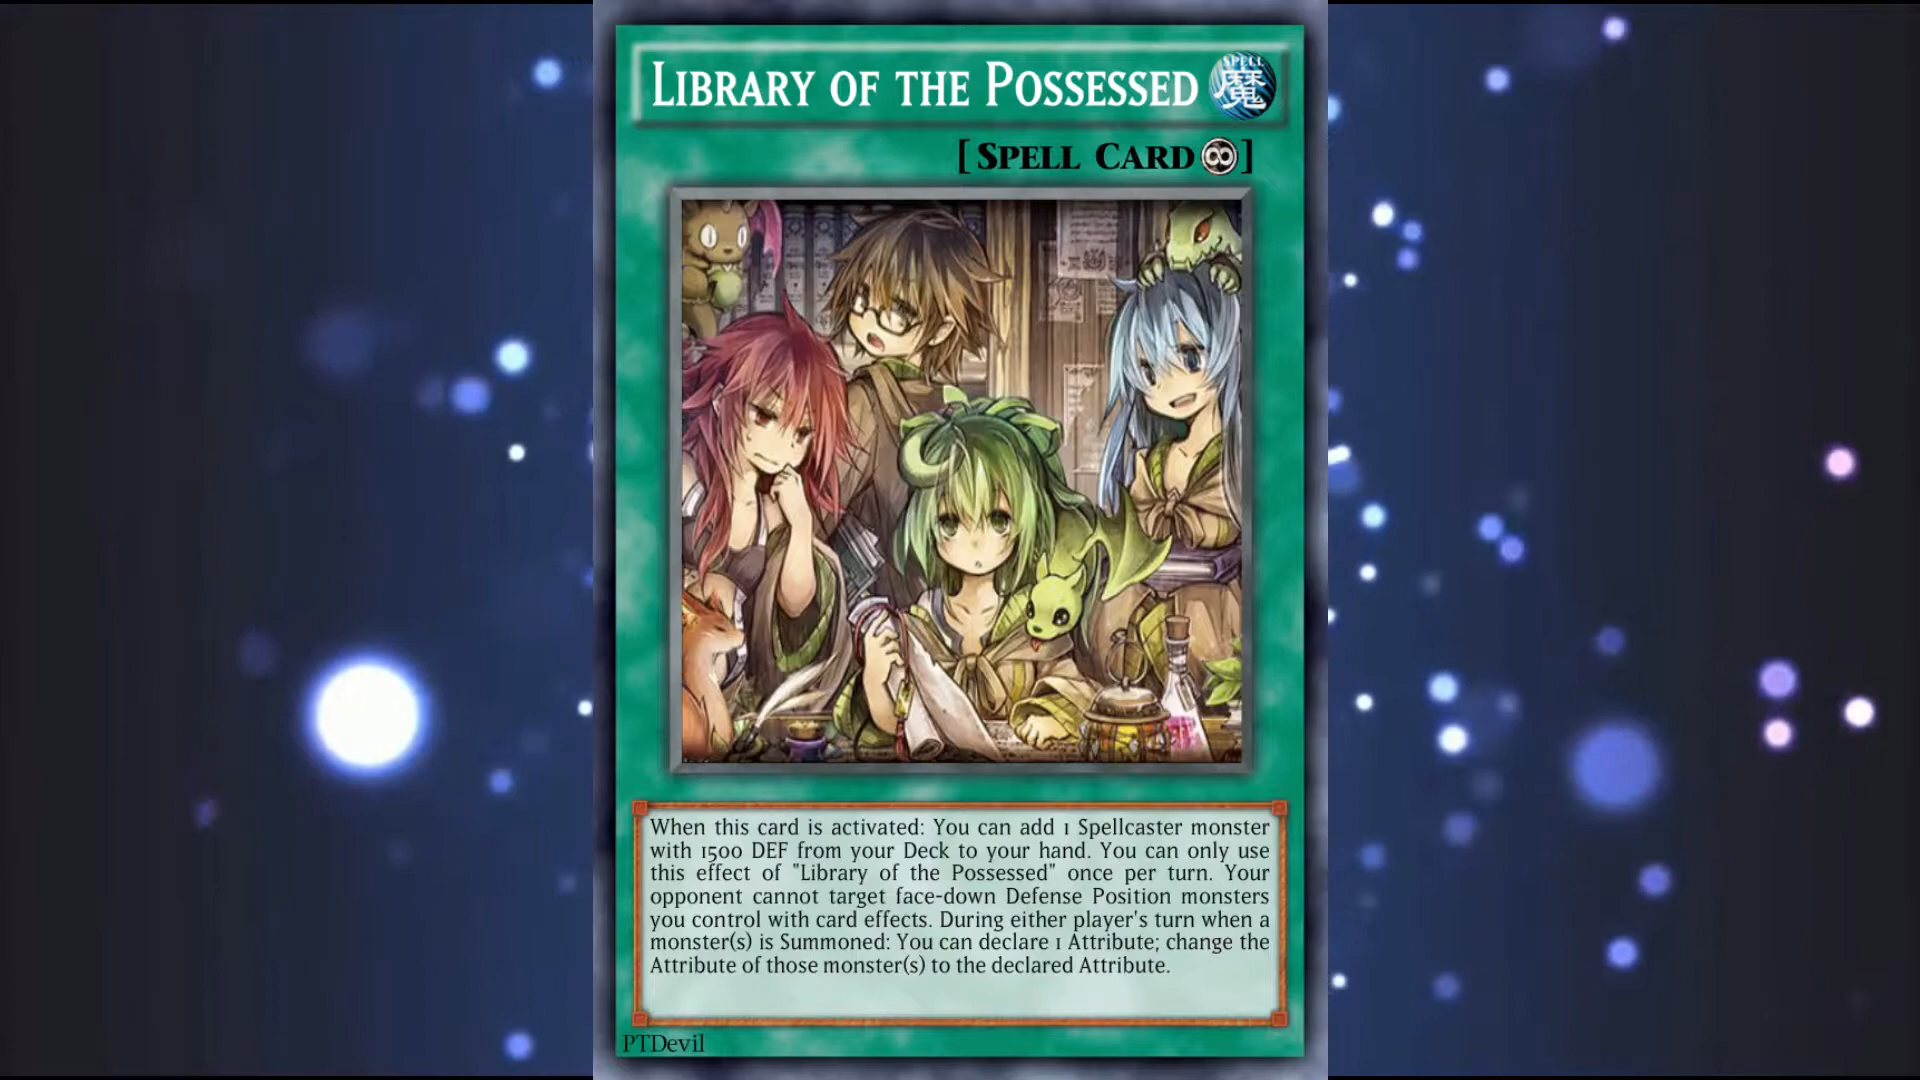 Library of the Possessed
SPELL
魔
[Spell Card]
When this card is activated: You can add 1 Spellcaster monster
with 1500 DEF from your Deck to your hand. You can only use
this effect of "Library of the Possessed" once per turn. Your
opponent cannot target face-down Defense Position monsters
you control with card effects. During either player's turn when a
monster(s) is Summoned: You can declare 1 Attribute; change the
Attribute of those monster(s) to the declared Attribute.
PTDevil